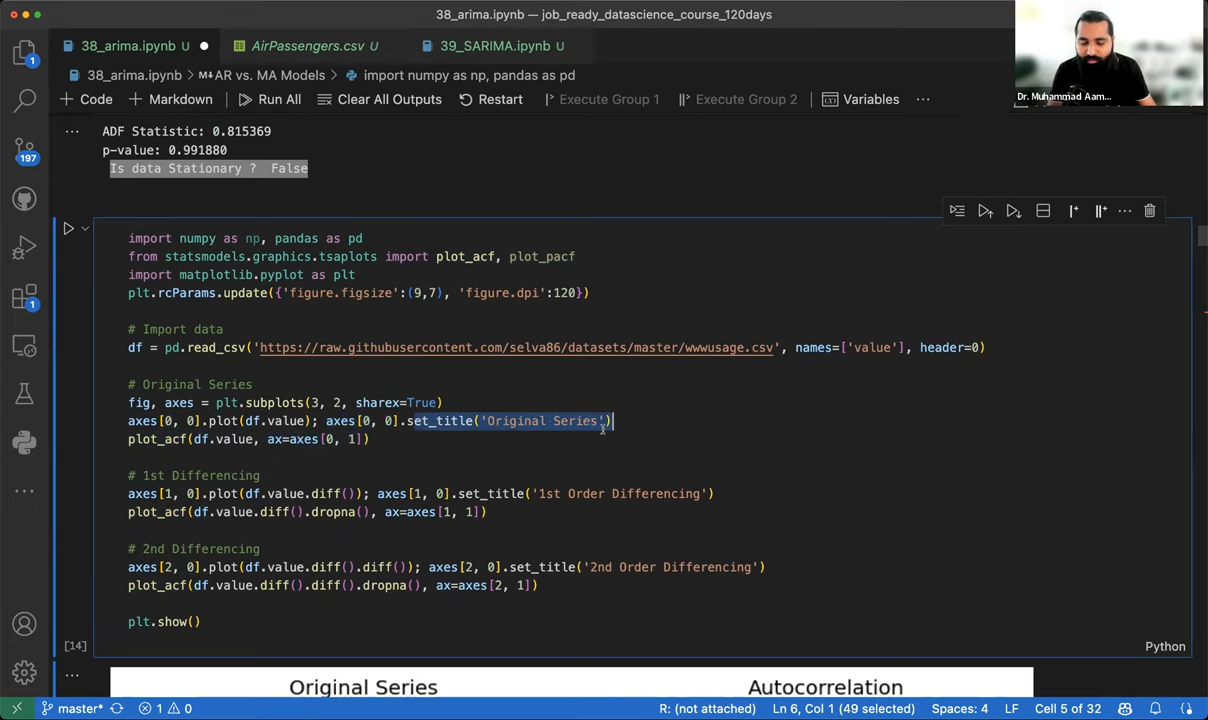 38_arima.ipynb — job_ready_datascience_course_120days
38_arima.ipynb U
AirPassengers.csv U
39_SARIMA.ipynb U
38_arima.ipynb > M↓ AR vs. MA Models > import numpy as np, pandas as pd
+ Code + Markdown Run All Clear All Outputs Restart Execute Group 1 Execute Group 2 Variables ...
Dr. Muhammad Aam...
1
197
1
... ADF Statistic: 0.815369
p-value: 0.991880
Is data Stationary ? False
import numpy as np, pandas as pd
from statsmodels.graphics.tsaplots import plot_acf, plot_pacf
import matplotlib.pyplot as plt
plt.rcParams.update({'figure.figsize':(9,7), 'figure.dpi':120})
# Import data
df = pd.read_csv('https://raw.githubusercontent.com/selva86/datasets/master/wwwusage.csv', names=['value'], header=0)
# Original Series
fig, axes = plt.subplots(3, 2, sharex=True)
axes[0, 0].plot(df.value); axes[0, 0].set_title('Original Series')
plot_acf(df.value, ax=axes[0, 1])
# 1st Differencing
axes[1, 0].plot(df.value.diff()); axes[1, 0].set_title('1st Order Differencing')
plot_acf(df.value.diff().dropna(), ax=axes[1, 1])
# 2nd Differencing
axes[2, 0].plot(df.value.diff().diff()); axes[2, 0].set_title('2nd Order Differencing')
plot_acf(df.value.diff().diff().dropna(), ax=axes[2, 1])
plt.show()
[14]
Python
...
Original Series Autocorrelation
master* 1 0 R: (not attached) Ln 6, Col 1 (49 selected) Spaces: 4 LF Cell 5 of 32